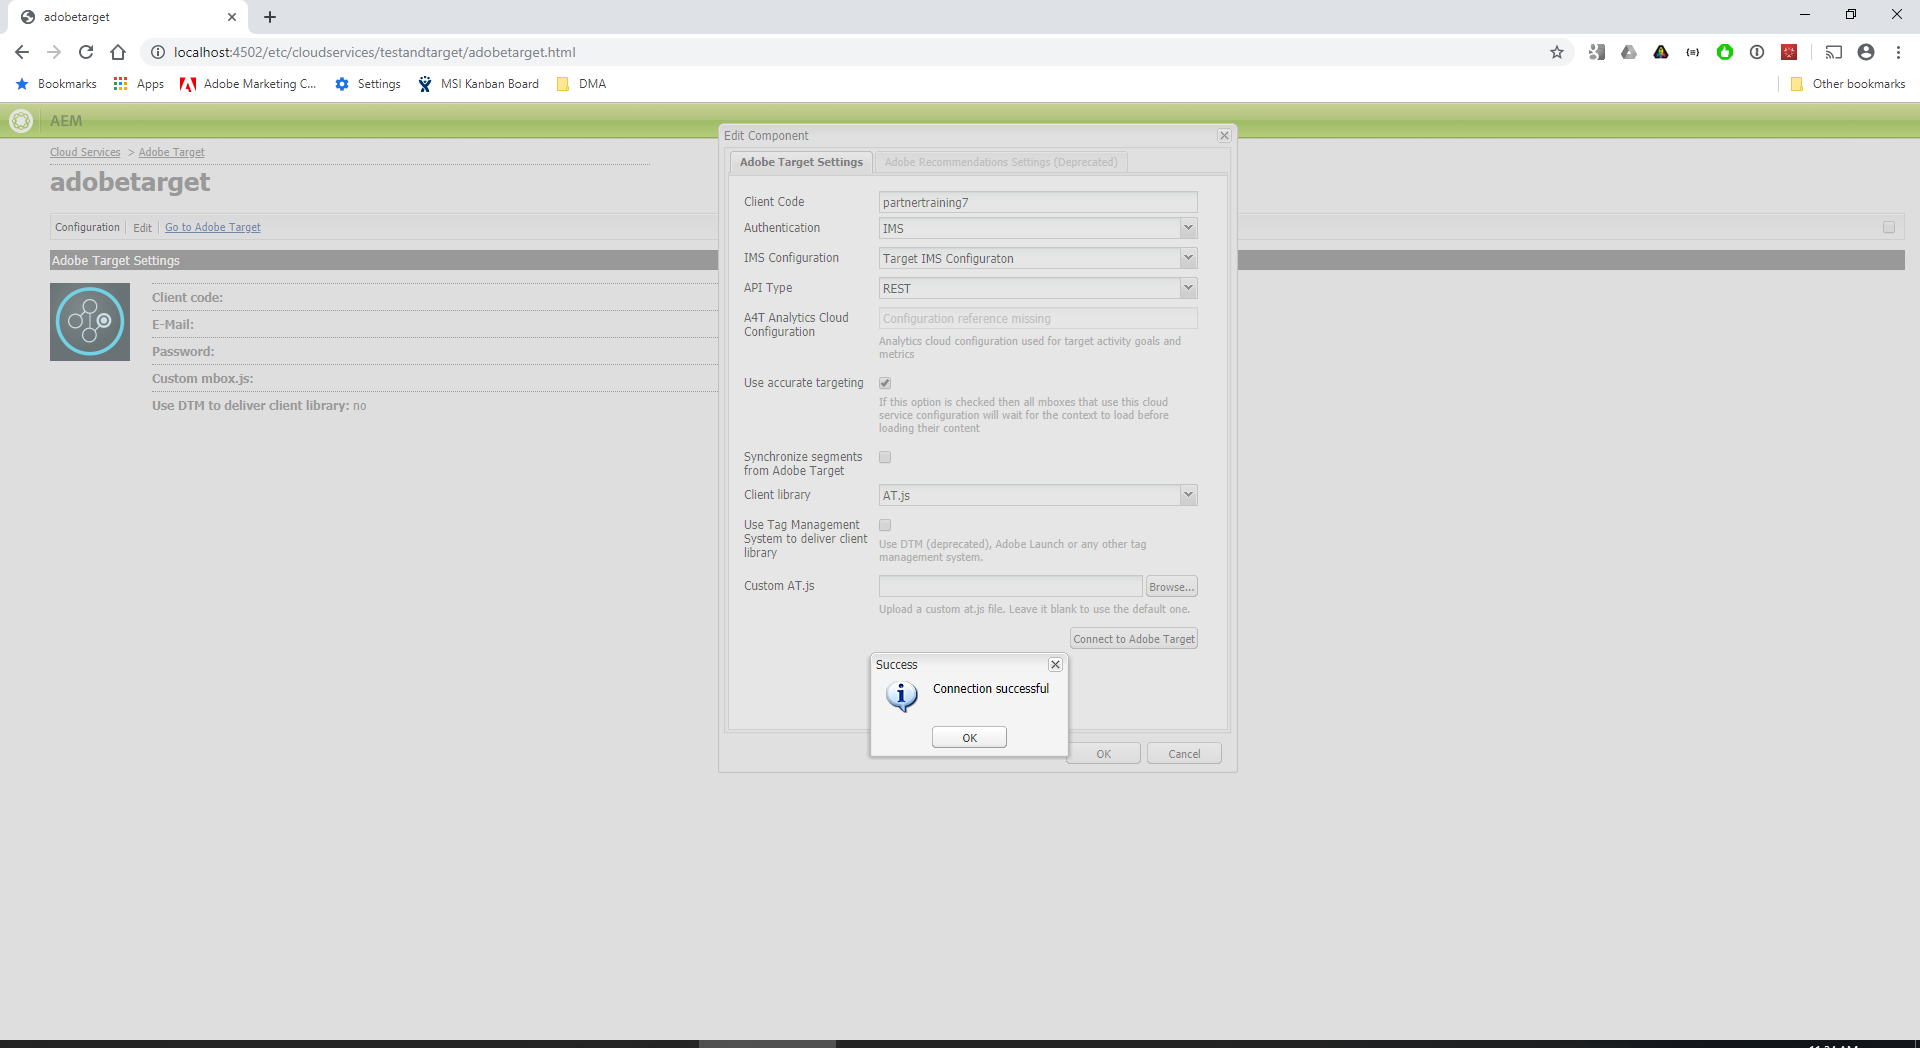 adobetarget
localhost:4502/etc/cloudservices/testandtarget/adobetarget.html
Bookmarks Apps Adobe Marketing C... Settings MSI Kanban Board DMA Other bookmarks
AEM
Cloud Services > Adobe Target
adobetarget
Configuration Edit Go to Adobe Target
Adobe Target Settings
Client code:
E-Mail:
Password:
Custom mbox.js:
Use DTM to deliver client library: no
Edit Component
Adobe Target Settings Adobe Recommendations Settings (Deprecated)
Client Code partnertraining7
Authentication IMS
IMS Configuration Target IMS Configuraton
API Type REST
A4T Analytics Cloud
Configuration
Configuration reference missing
Analytics cloud configuration used for target activity goals and
metrics
Use accurate targeting
If this option is checked then all mboxes that use this cloud
service configuration will wait for the context to load before
loading their content
Synchronize segments
from Adobe Target
Client library AT.js
Use Tag Management
System to deliver client
library
Use DTM (deprecated), Adobe Launch or any other tag
management system.
Custom AT.js Browse...
Upload a custom at.js file. Leave it blank to use the default one.
Connect to Adobe Target
Success
Connection successful
OK
OK Cancel